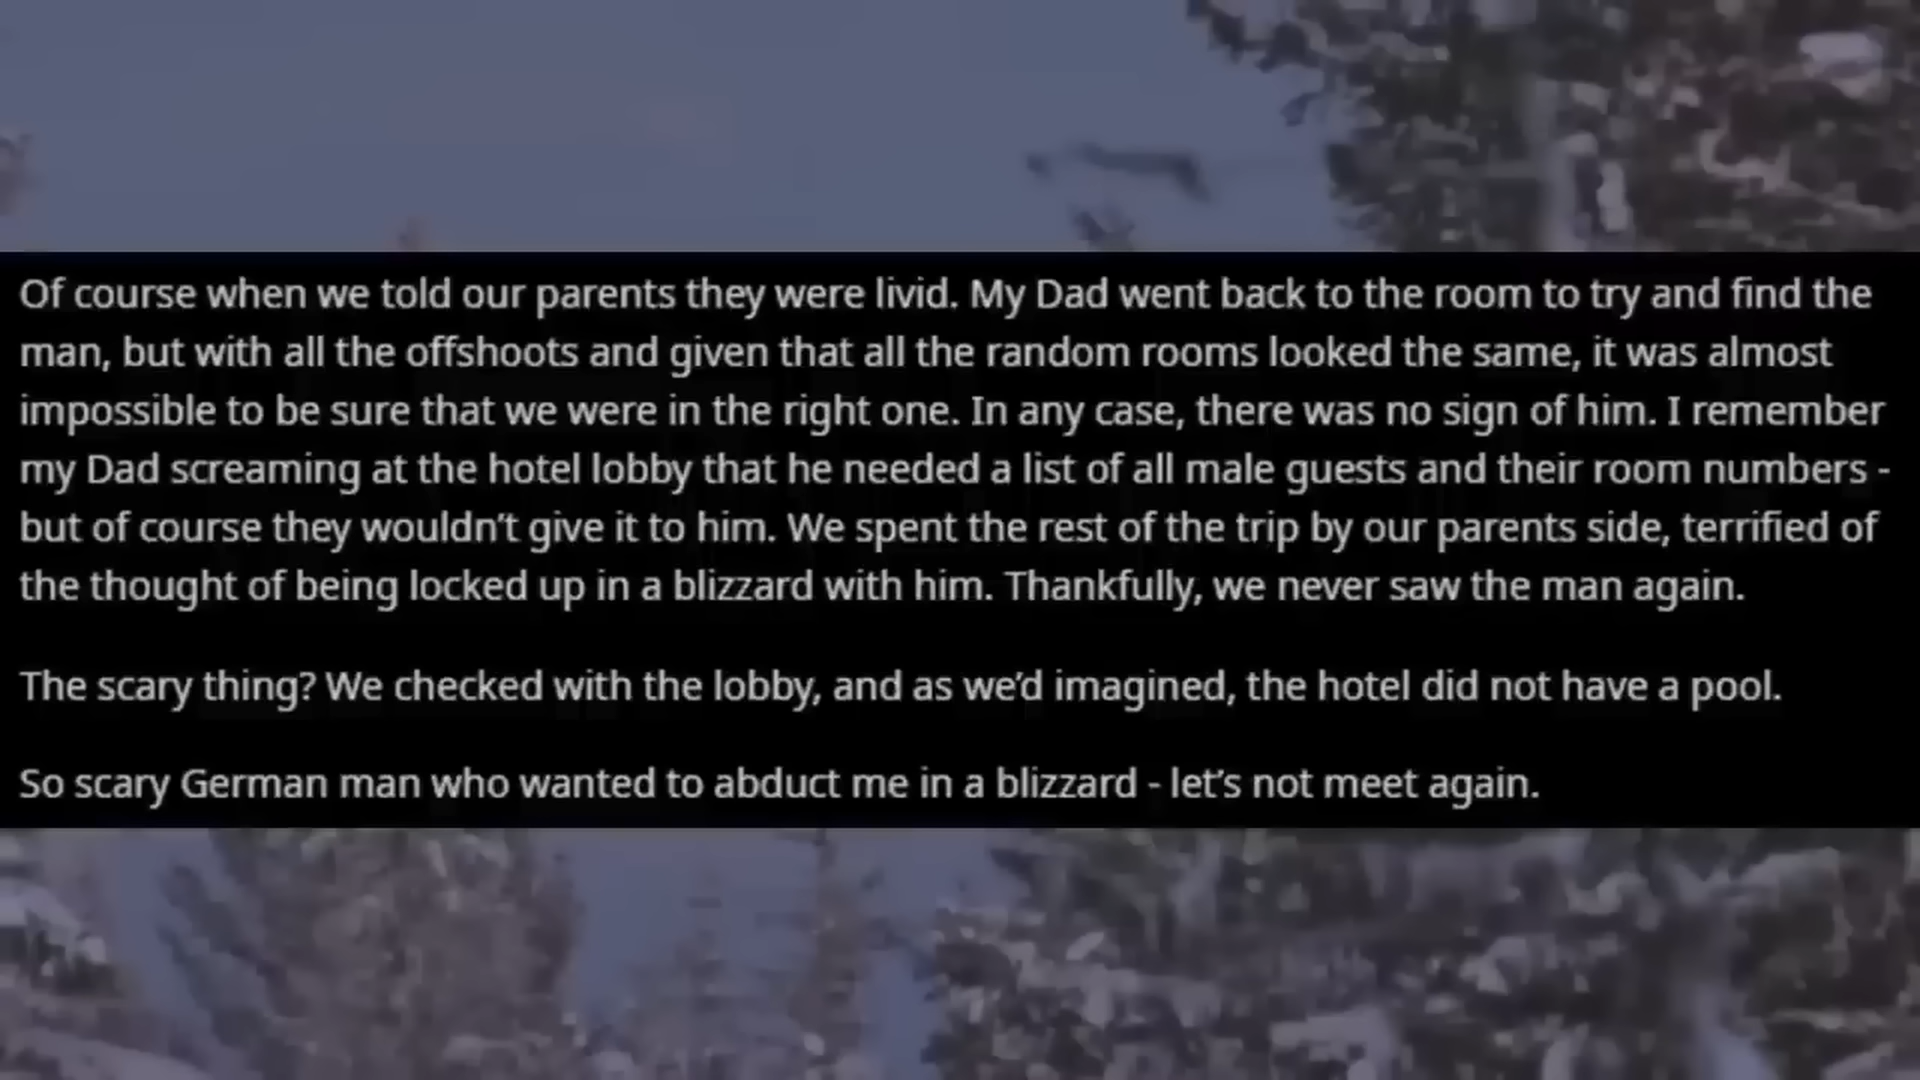 Of course when we told our parents they were livid. My Dad went back to the room to try and find the
man, but with all the offshoots and given that all the random rooms looked the same, it was almost
impossible to be sure that we were in the right one. In any case, there was no sign of him. I remember
my Dad screaming at the hotel lobby that he needed a list of all male guests and their room numbers -
but of course they wouldn’t give it to him. We spent the rest of the trip by our parents side, terrified of
the thought of being locked up in a blizzard with him. Thankfully, we never saw the man again.
The scary thing? We checked with the lobby, and as we’d imagined, the hotel did not have a pool.
So scary German man who wanted to abduct me in a blizzard - let’s not meet again.